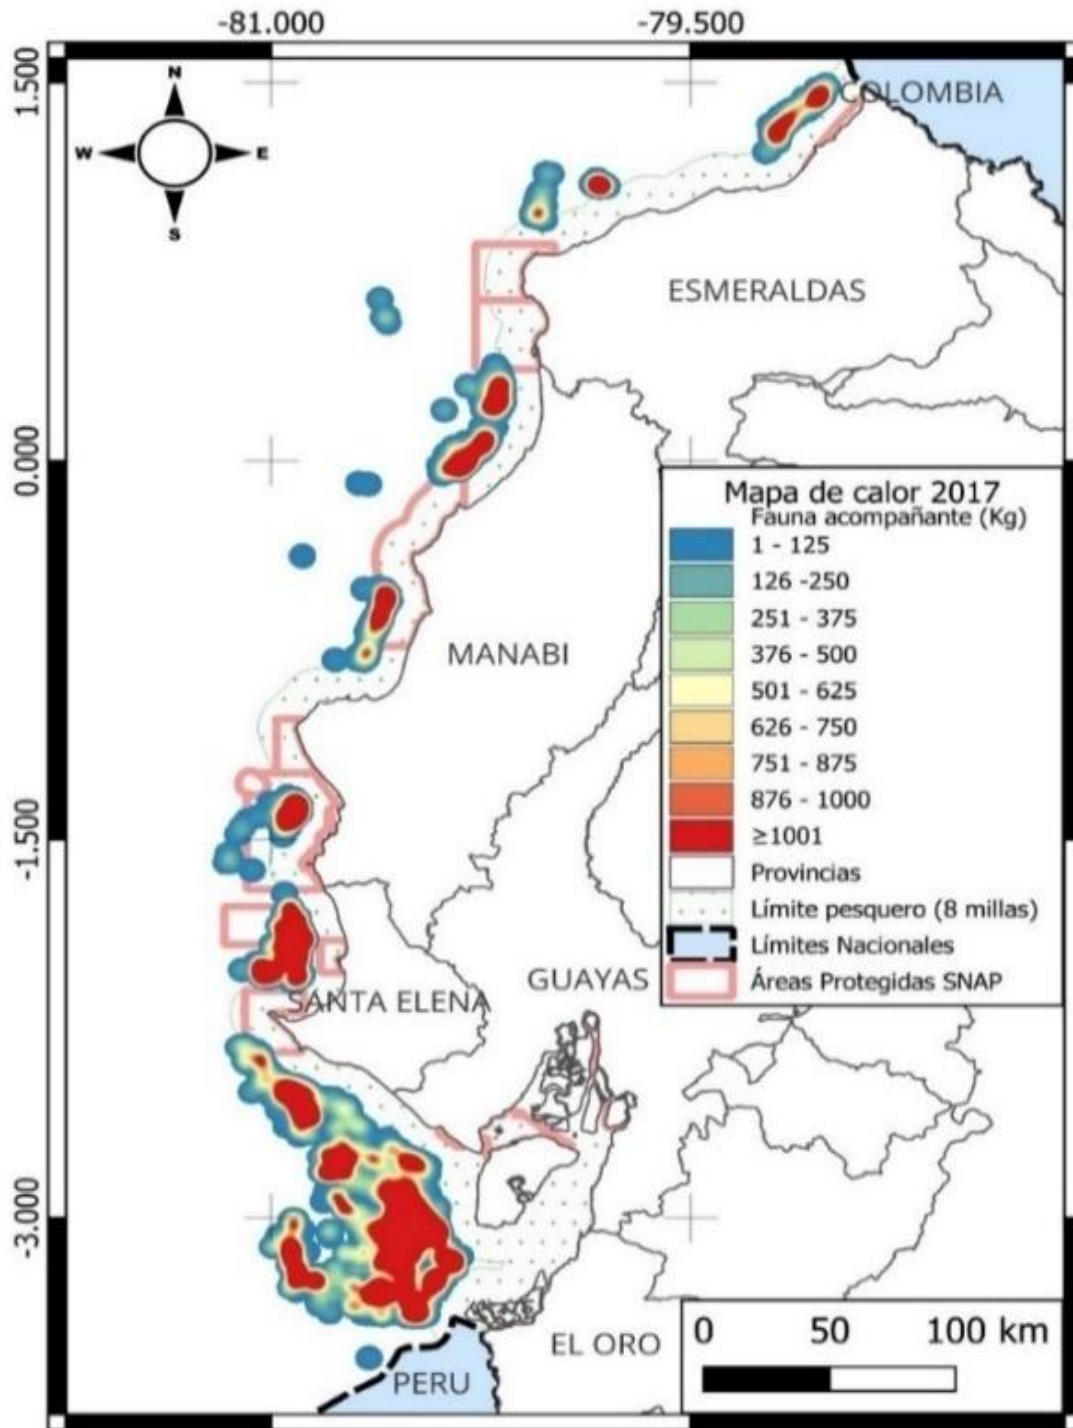 -81.000
-79.500
1.500
0.000
-1.500
-3.000
N
W
E
S
COLOMBIA
ESMERALDAS
MANABI
SANTA ELENA
GUAYAS
EL ORO
PERU
Mapa de calor 2017
Fauna acompañante (Kg)
1 - 125
126 -250
251 - 375
376 - 500
501 - 625
626 - 750
751 - 875
876 - 1000
≥1001
Provincias
Límite pesquero (8 millas)
Límites Nacionales
Áreas Protegidas SNAP
0 50 100 km